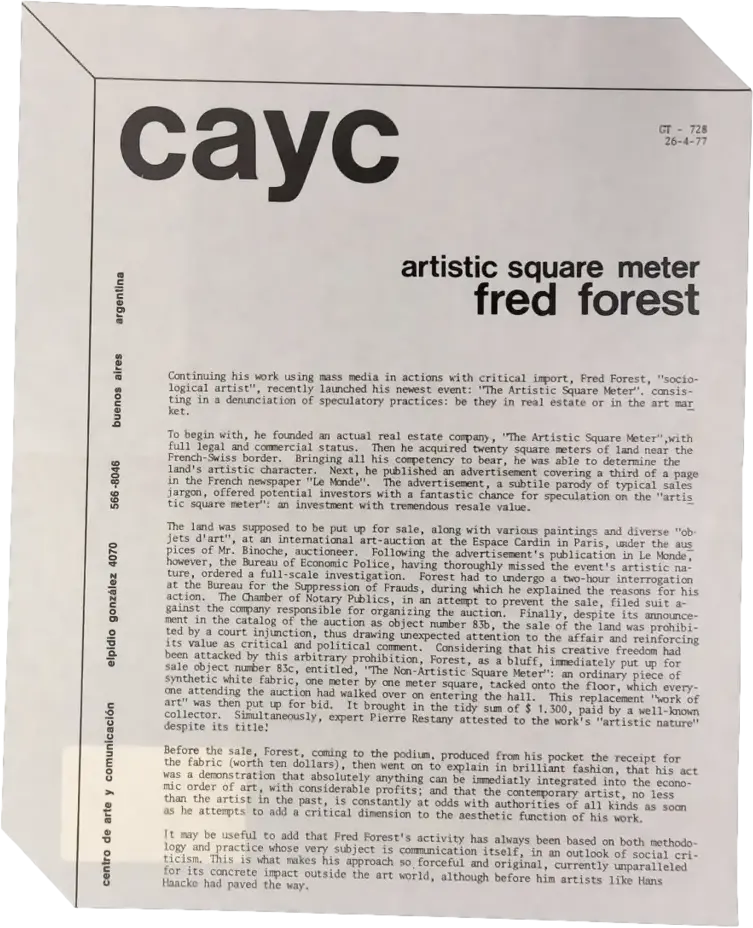 cayc
GT - 728
26-4-77
artistic square meter
fred forest
centro de arte y comunicación elpidio gonzález 4070 566-8046 buenos aires argentina
Continuing his work using mass media in actions with critical import, Fred Forest, "socio-
logical artist", recently launched his newest event: "The Artistic Square Meter". consis-
ting in a denunciation of speculatory practices: be they in real estate or in the art mar
ket.
To begin with, he founded an actual real estate company, "The Artistic Square Meter",with
full legal and commercial status. Then he acquired twenty square meters of land near the
French-Swiss border. Bringing all his competency to bear, he was able to determine the
land's artistic character. Next, he published an advertisement covering a third of a page
in the French newspaper "Le Monde". The advertisement, a subtile parody of typical sales
jargon, offered potential investors with a fantastic chance for speculation on the "artis
tic square meter": an investment with tremendous resale value.
The land was supposed to be put up for sale, along with various paintings and diverse "ob-
jets d'art", at an international art-auction at the Espace Cardin in Paris, under the aus
pices of Mr. Binoche, auctioneer. Following the advertisement's publication in Le Monde,
however, the Bureau of Economic Police, having thoroughly missed the event's artistic na-
ture, ordered a full-scale investigation. Forest had to undergo a two-hour interrogation
at the Bureau for the Suppression of Frauds, during which he explained the reasons for his
action. The Chamber of Notary Publics, in an attempt to prevent the sale, filed suit a-
gainst the company responsible for organizing the auction. Finally, despite its announce-
ment in the catalog of the auction as object number 83b, the sale of the land was prohibi-
ted by a court injunction, thus drawing unexpected attention to the affair and reinforcing
its value as critical and political comment. Considering that his creative freedom had
been attacked by this arbitrary prohibition, Forest, as a bluff, immediately put up for
sale object number 83c, entitled, "The Non-Artistic Square Meter": an ordinary piece of
synthetic white fabric, one meter by one meter square, tacked onto the floor, which every-
one attending the auction had walked over on entering the hall. This replacement "work of
art" was then put up for bid. It brought in the tidy sum of $ 1.300, paid by a well-known
collector. Simultaneously, expert Pierre Restany attested to the work's "artistic nature"
despite its title!
Before the sale, Forest, coming to the podium, produced from his pocket the receipt for
the fabric (worth ten dollars), then went on to explain in brilliant fashion, that his act
was a demonstration that absolutely anything can be immediatly integrated into the econo-
mic order of art, with considerable profits; and that the contemporary artist, no less
than the artist in the past, is constantly at odds with authorities of all kinds as soon
as he attempts to add a critical dimension to the aesthetic function of his work.
It may be useful to add that Fred Forest's activity has always been based on both methodo-
logy and practice whose very subject is communication itself, in an outlook of social cri-
ticism. This is what makes his approach so forceful and original, currently unparalleled
for its concrete impact outside the art world, although before him artists like Hans
Haacke had paved the way.